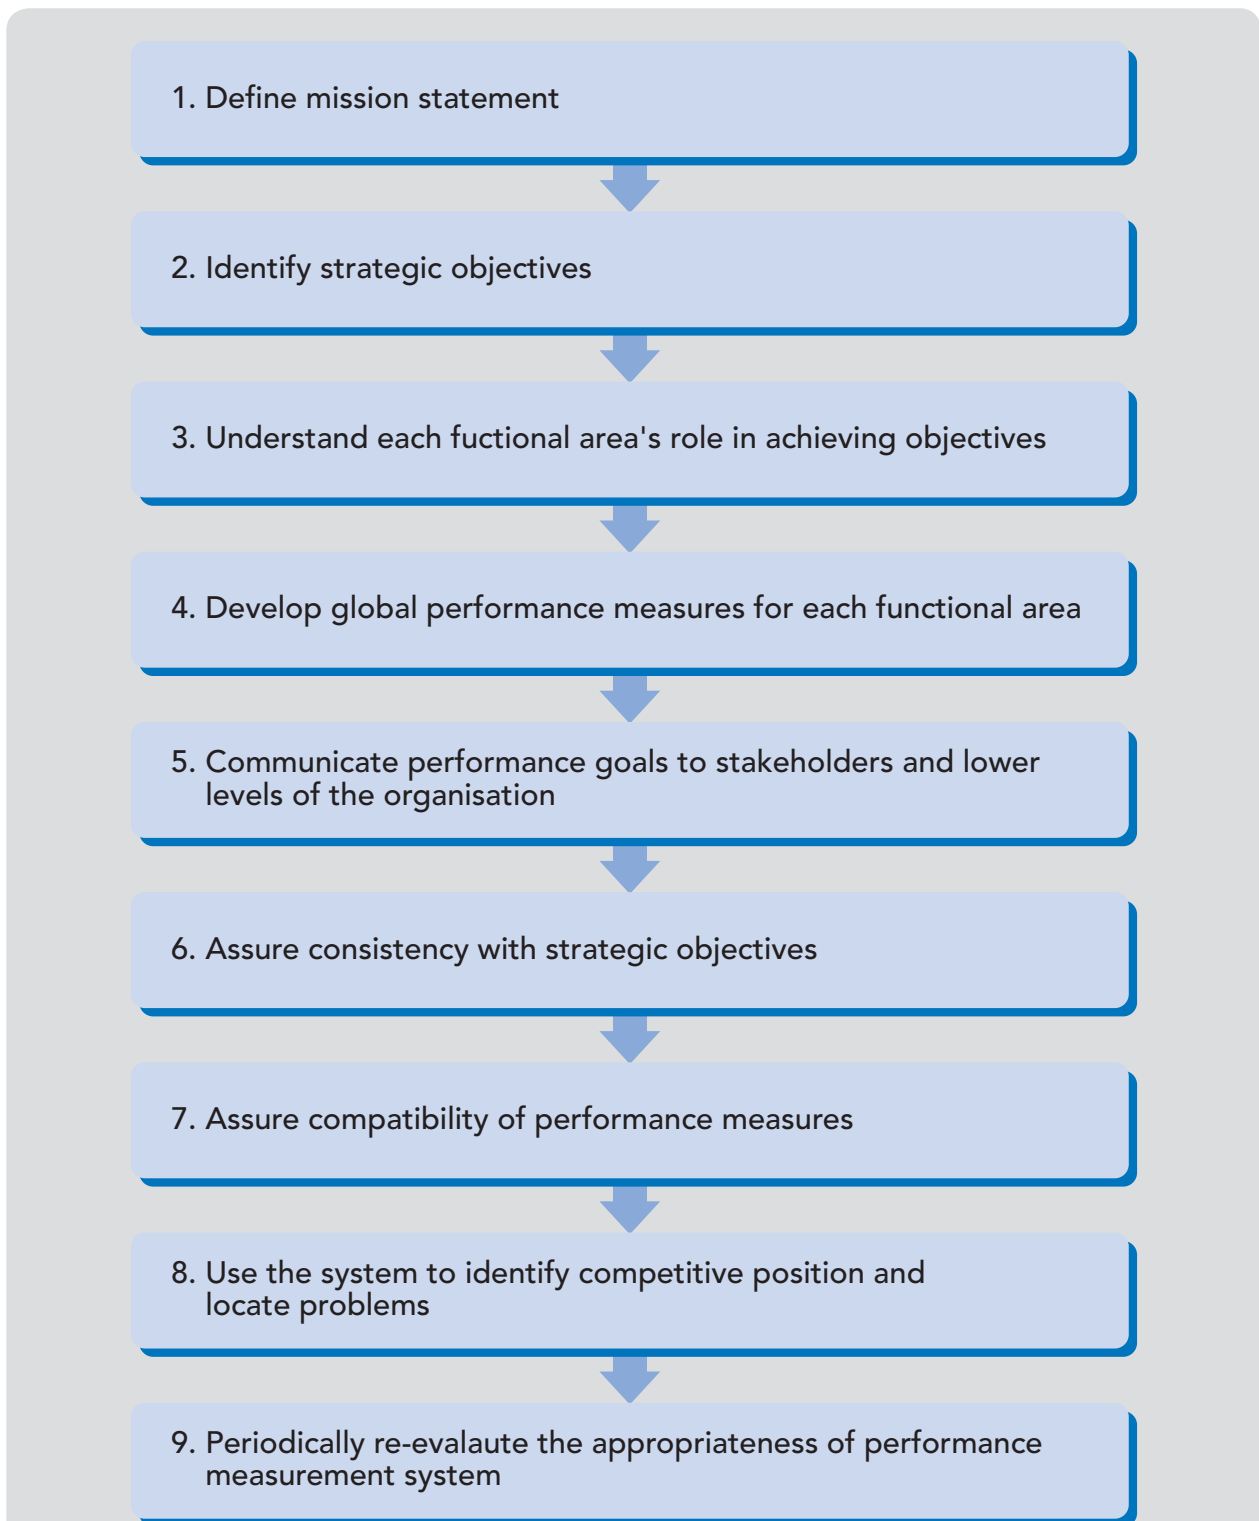 1. Define mission statement
2. Identify strategic objectives
3. Understand each fuctional area's role in achieving objectives
4. Develop global performance measures for each functional area
5. Communicate performance goals to stakeholders and lower
levels of the organisation
6. Assure consistency with strategic objectives
7. Assure compatibility of performance measures
8. Use the system to identify competitive position and
locate problems
9. Periodically re-evalaute the appropriateness of performance
measurement system